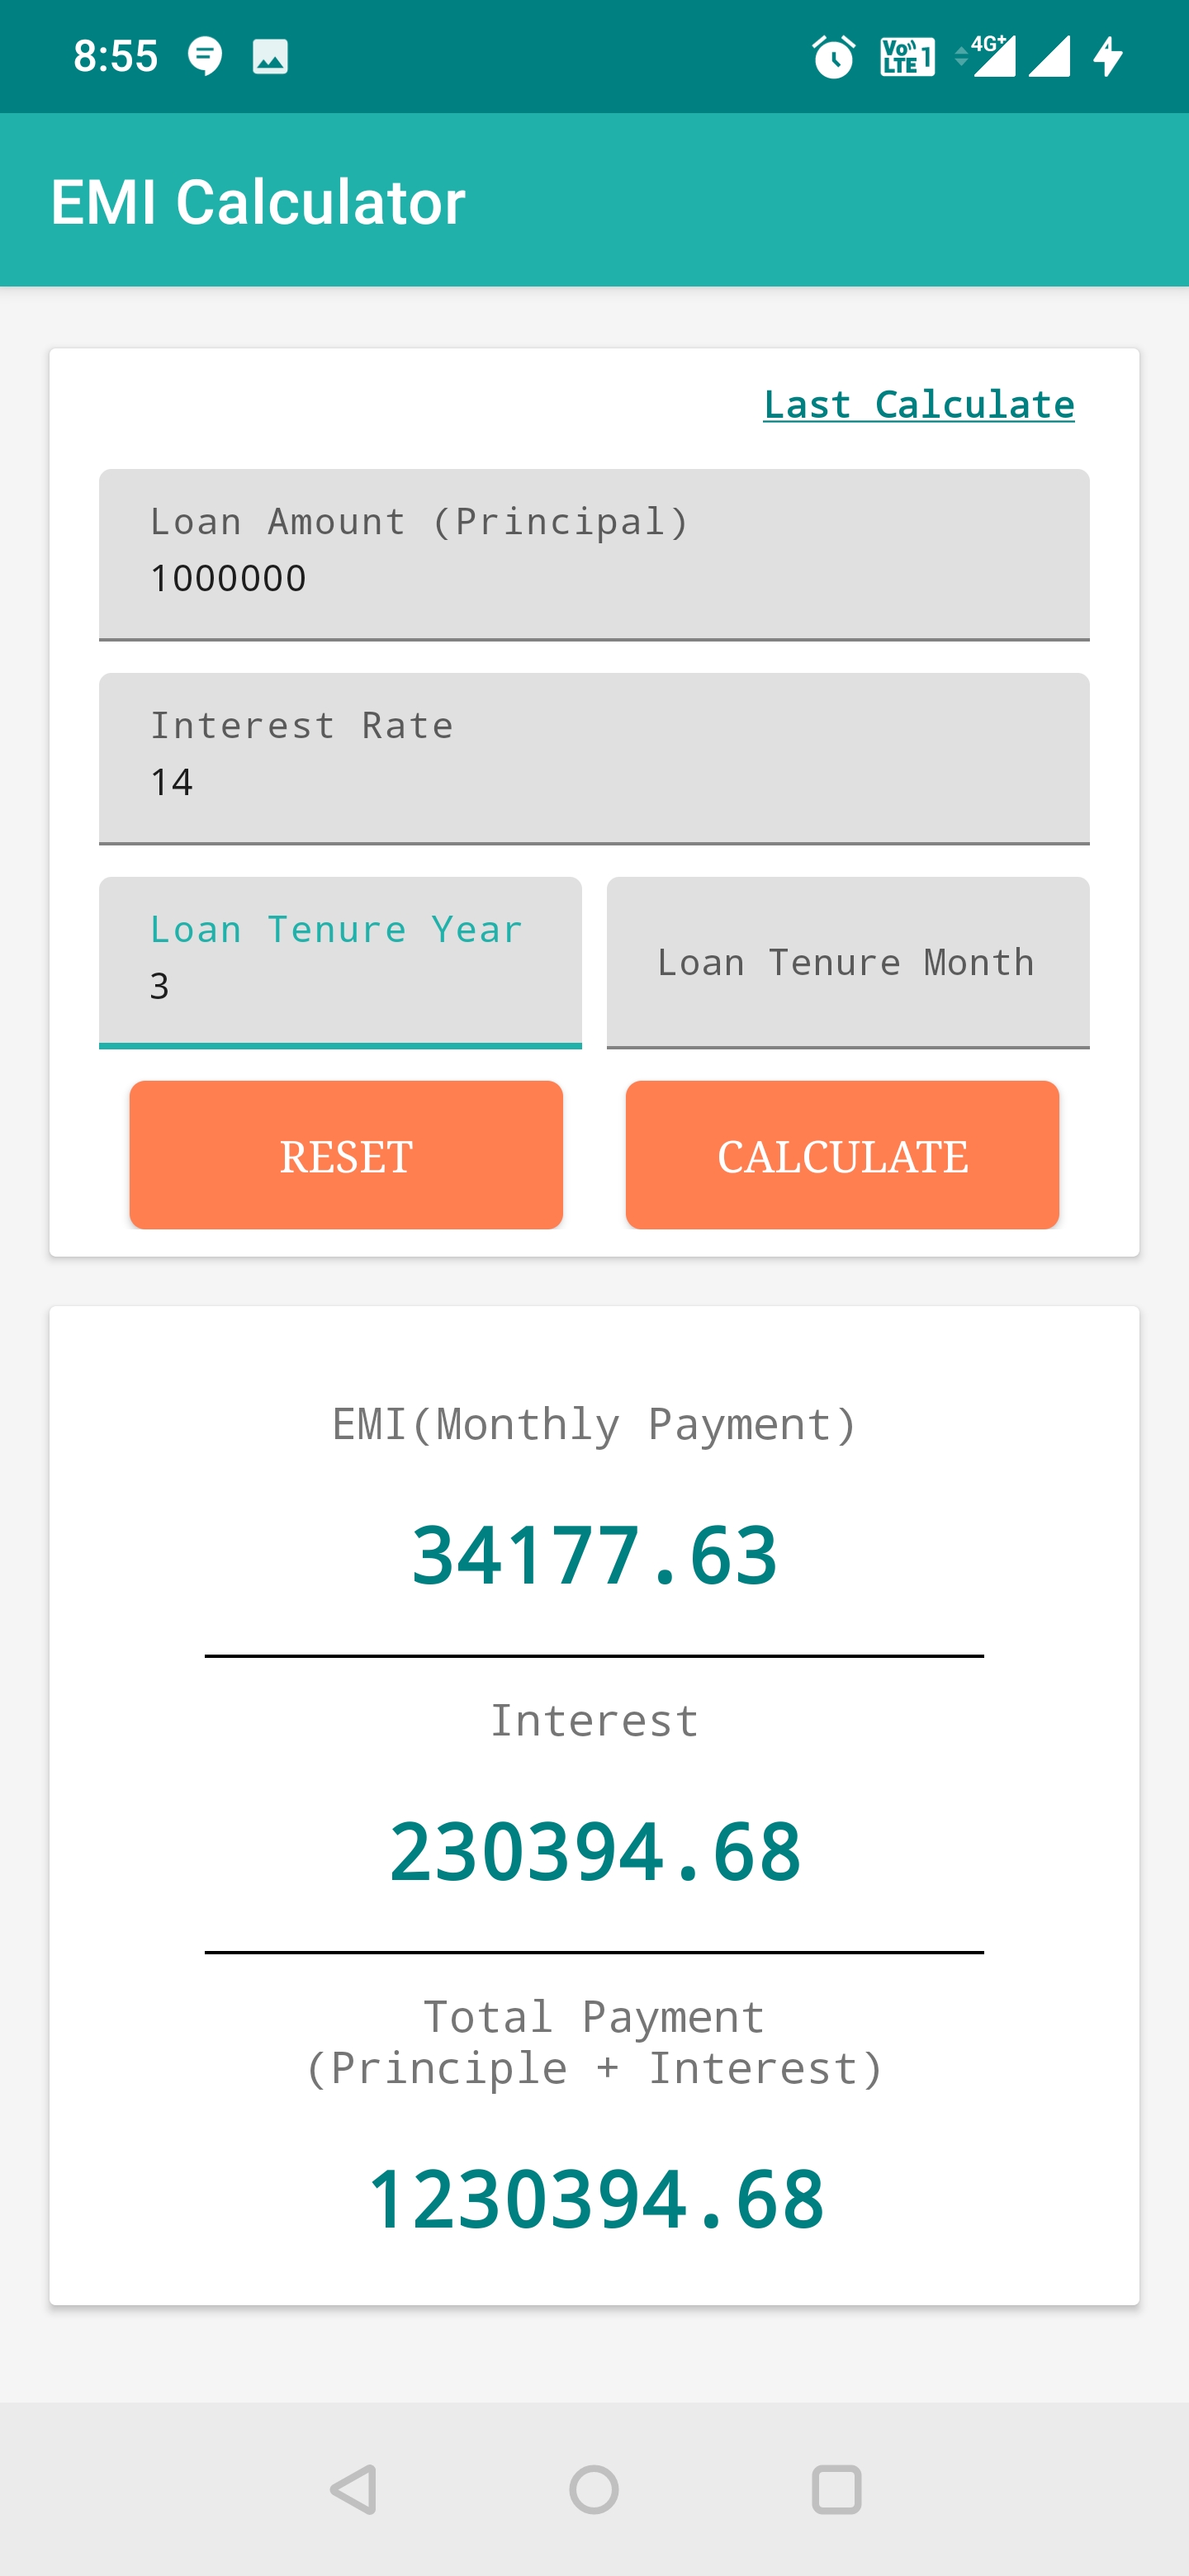 8:55 Vo LTE 1 4G+
EMI Calculator
Last Calculate
Loan Amount (Principal)
1000000
Interest Rate
14
Loan Tenure Year
3
Loan Tenure Month
RESET CALCULATE
EMI(Monthly Payment)
34177.63
Interest
230394.68
Total Payment
(Principle + Interest)
1230394.68